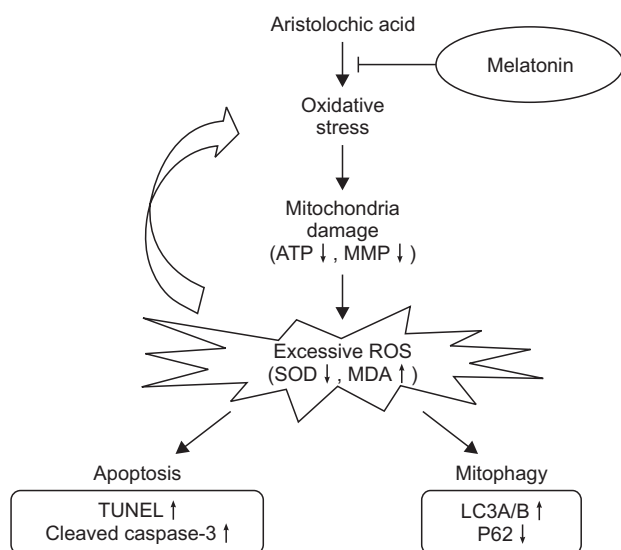 Aristolochic acid
Melatonin
Oxidative
stress
Mitochondria
damage
(ATP ↓, MMP ↓)
Excessive ROS
(SOD ↓, MDA ↑)
Apoptosis
TUNEL ↑
Cleaved caspase-3 ↑
Mitophagy
LC3A/B ↑
P62 ↓